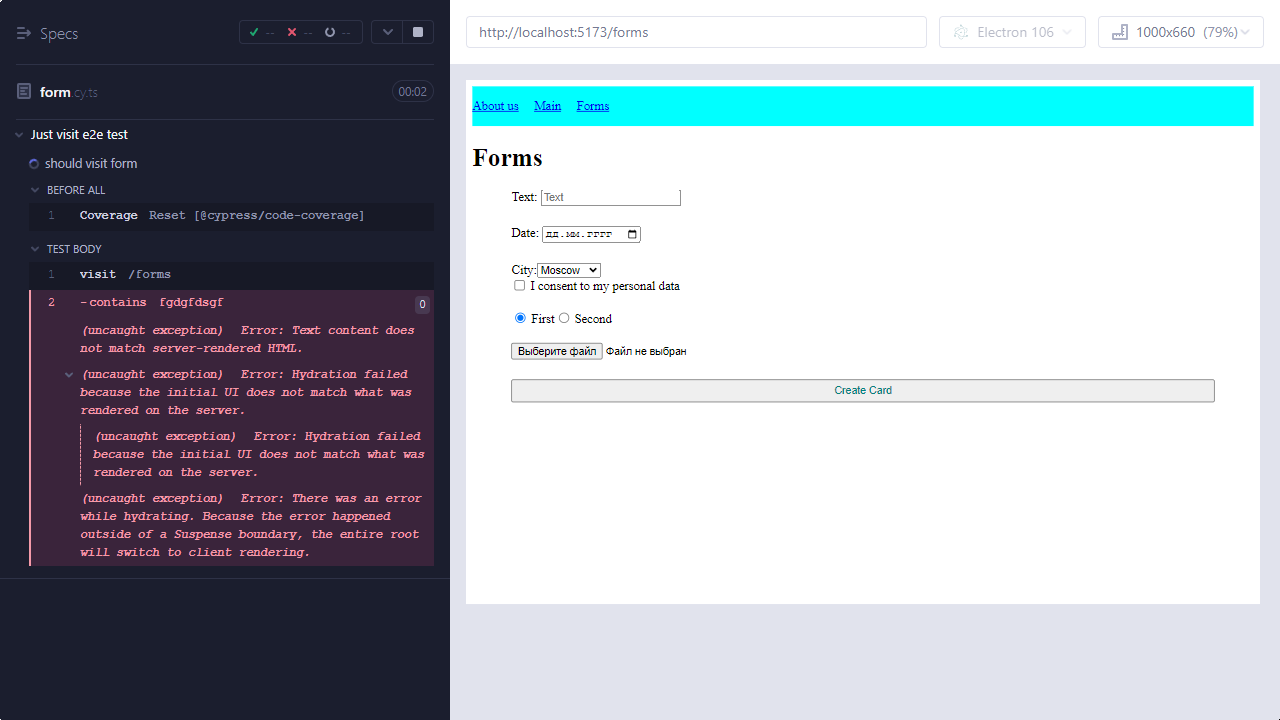 Specs
-- -- --
form.cy.ts 00:02
Just visit e2e test
should visit form
BEFORE ALL
1 Coverage Reset [@cypress/code-coverage]
TEST BODY
1 visit /forms
2 -contains fgdgfdsgf 0
(uncaught exception) Error: Text content does
not match server-rendered HTML.
(uncaught exception) Error: Hydration failed
because the initial UI does not match what was
rendered on the server.
(uncaught exception) Error: Hydration failed
because the initial UI does not match what was
rendered on the server.
(uncaught exception) Error: There was an error
while hydrating. Because the error happened
outside of a Suspense boundary, the entire root
will switch to client rendering.
http://localhost:5173/forms
Electron 106
1000x660 (79%)
About us Main Forms
Forms
Text: Text
Date: дд.мм.гггг
City: Moscow
I consent to my personal data
First Second
Выберите файл Файл не выбран
Create Card